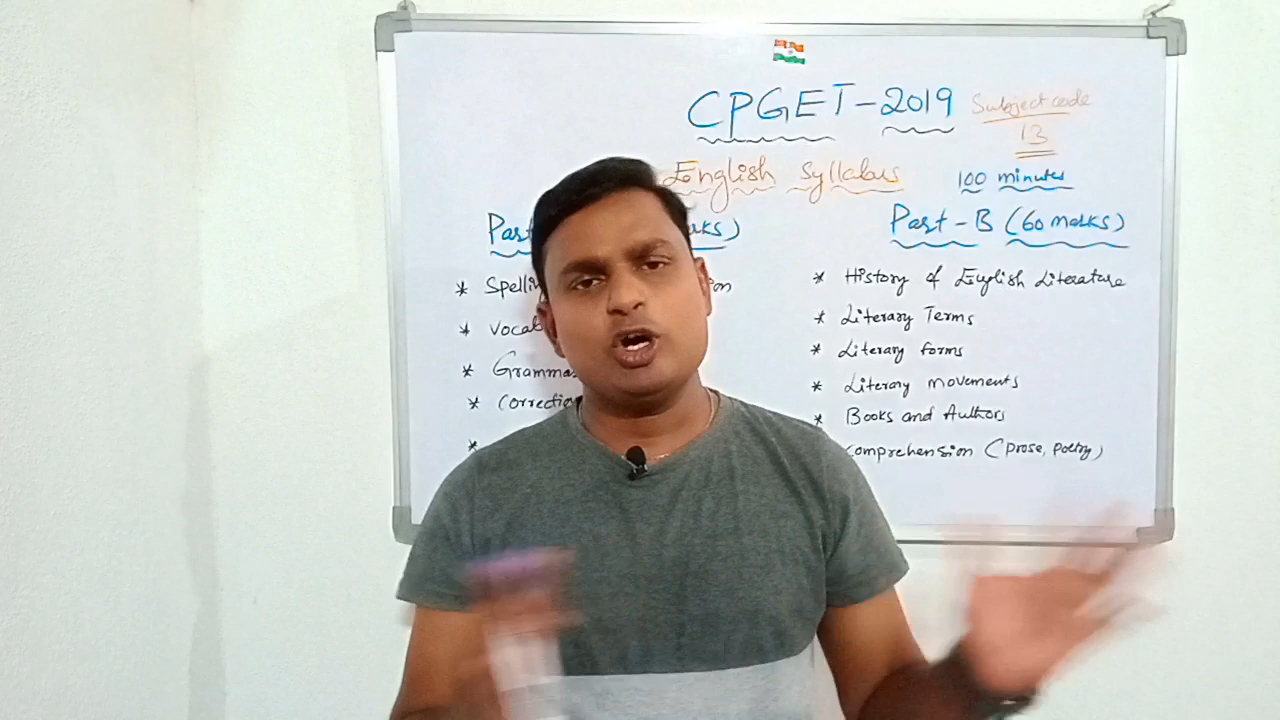 CPGET-2019
Subject code
13
English Syllabus
100 minutes
Part-B (60 marks)
* Spelli
* Vocab
* Gramma
* Correctio
*
* History of English Literature
* Literary Terms
* Literary forms
* Literary movements
* Books and Authors
Comprehension (Prose, Poetry)